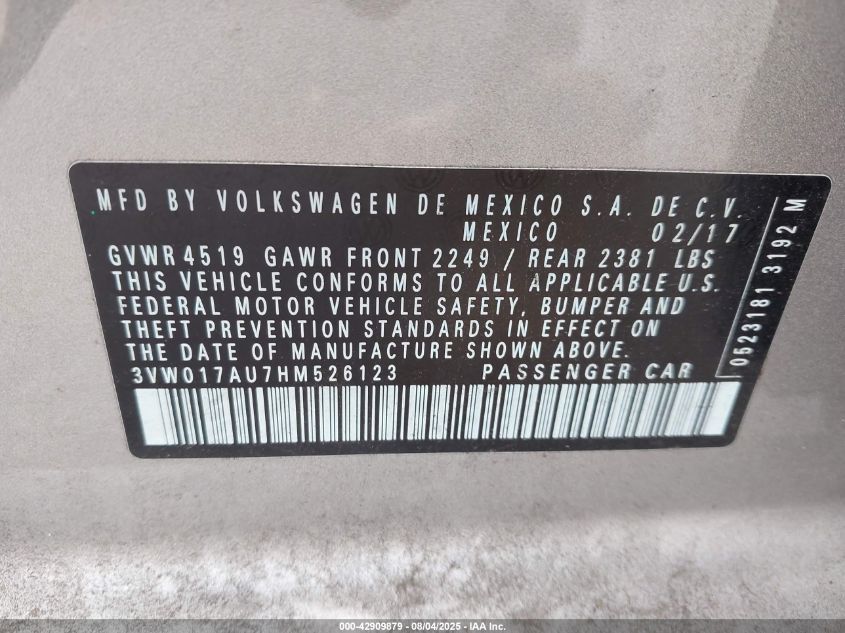 MFD BY VOLKSWAGEN DE MEXICO S.A. DE C.V.
MEXICO 02/17
GVWR 4519 GAWR FRONT 2249 / REAR 2381 LBS
THIS VEHICLE CONFORMS TO ALL APPLICABLE U.S.
FEDERAL MOTOR VEHICLE SAFETY, BUMPER AND
THEFT PREVENTION STANDARDS IN EFFECT ON
THE DATE OF MANUFACTURE SHOWN ABOVE.
3VW017AU7HM526123 PASSENGER CAR
0523181 3192 M
000-42909879 - 08/04/2025 - IAA Inc.